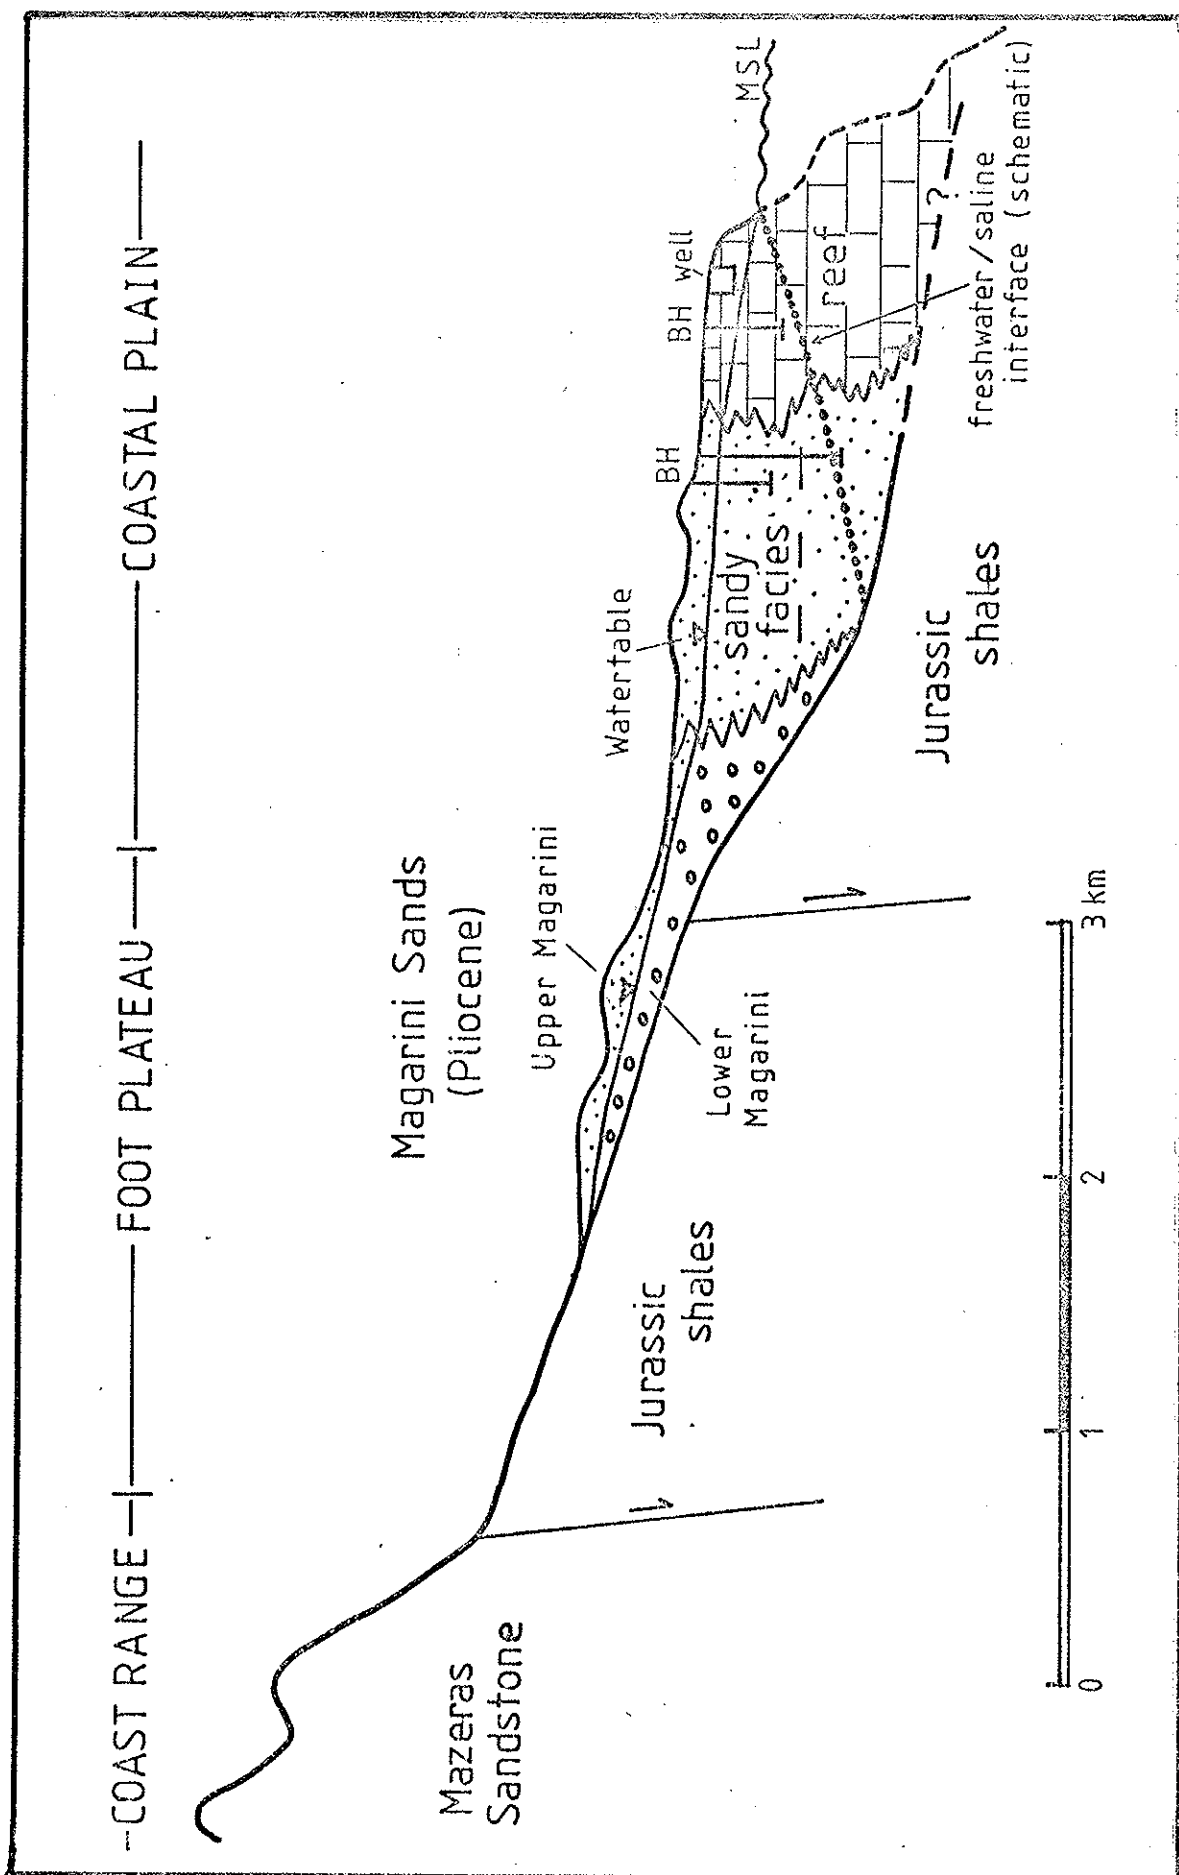 COAST RANGE
FOOT PLATEAU
COASTAL PLAIN
Magarini Sands
(Pliocene)
Upper Magarini
Watertable
BH
BH
well
MSL
sandy
facies
reef
?
freshwater/saline
interface (schematic)
Lower
Magarini
Mazeras
Sandstone
Jurassic
shales
Jurassic
shales
0
1
2
3 km